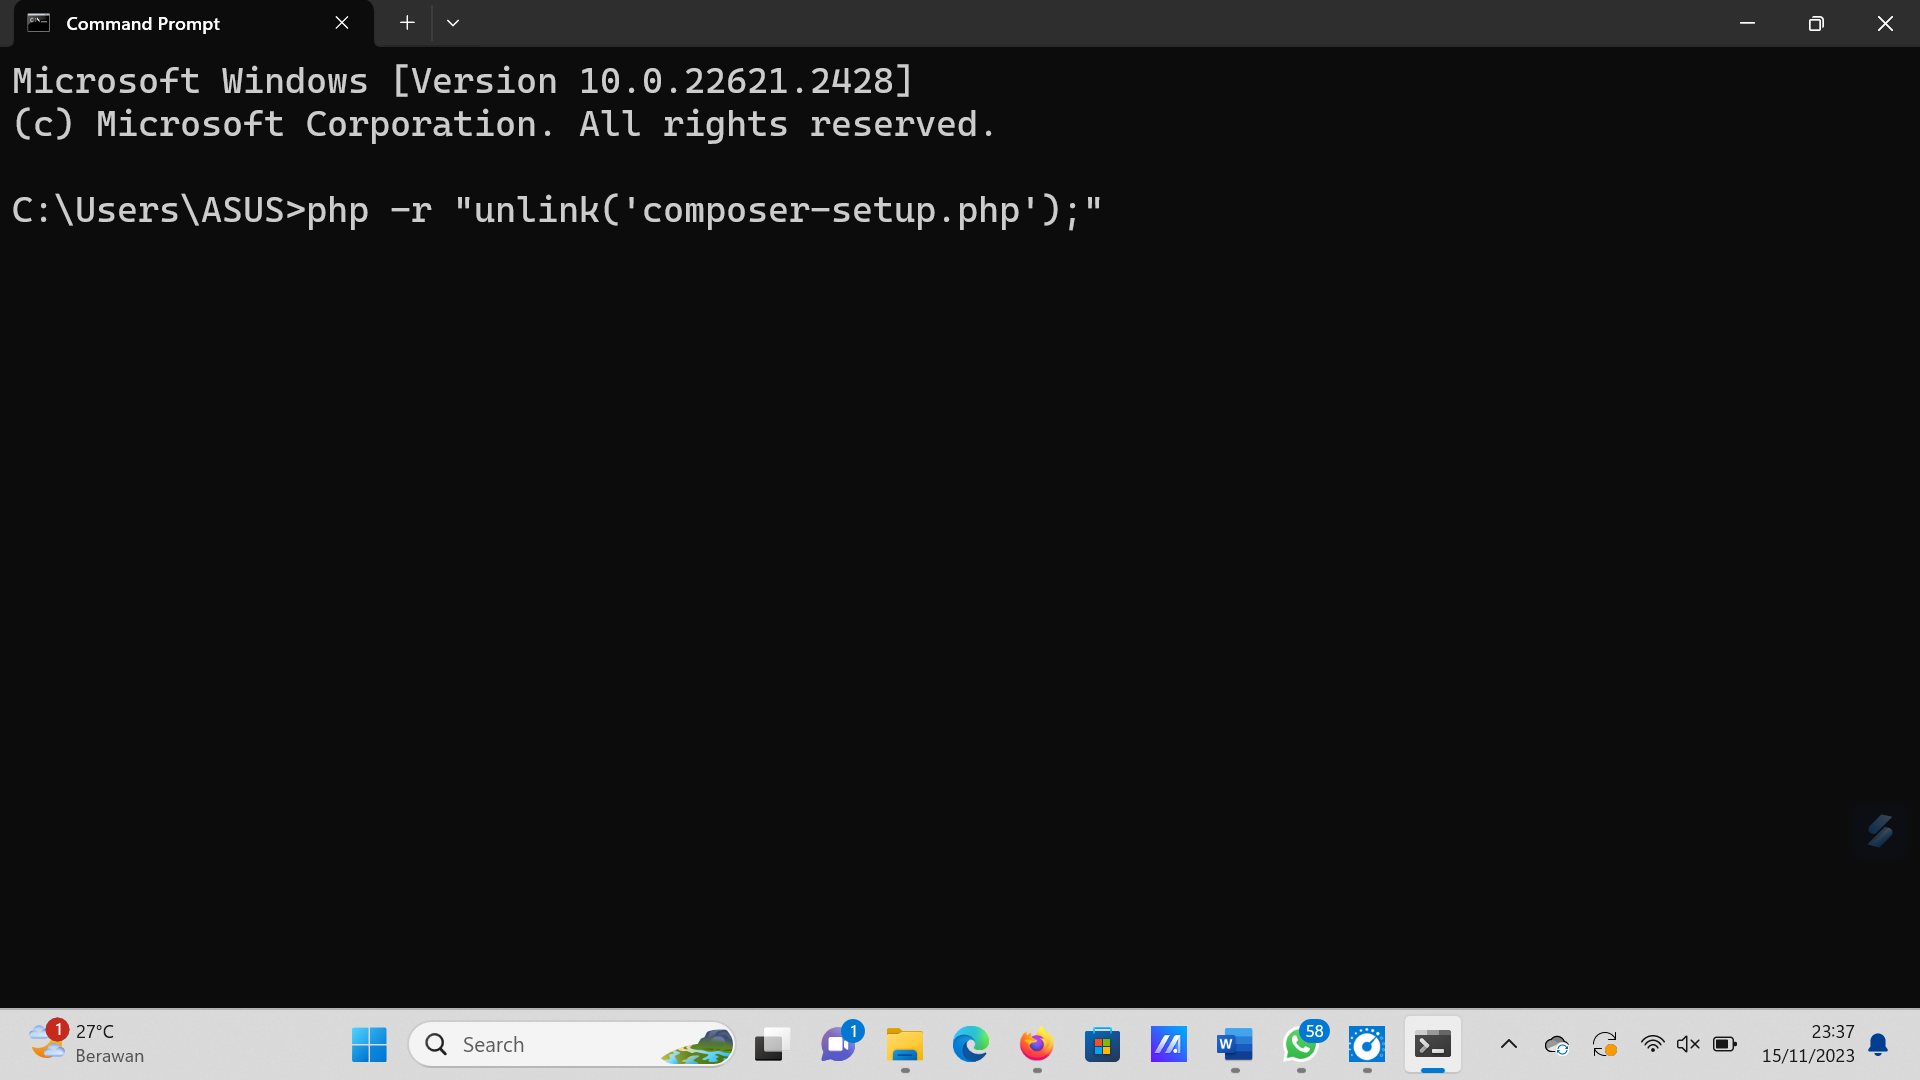 Command Prompt
Microsoft Windows [Version 10.0.22621.2428]
(c) Microsoft Corporation. All rights reserved.
C:\Users\ASUS>php -r "unlink('composer-setup.php');"
1
27°C
Berawan
Search
1
W
58
23:37
15/11/2023